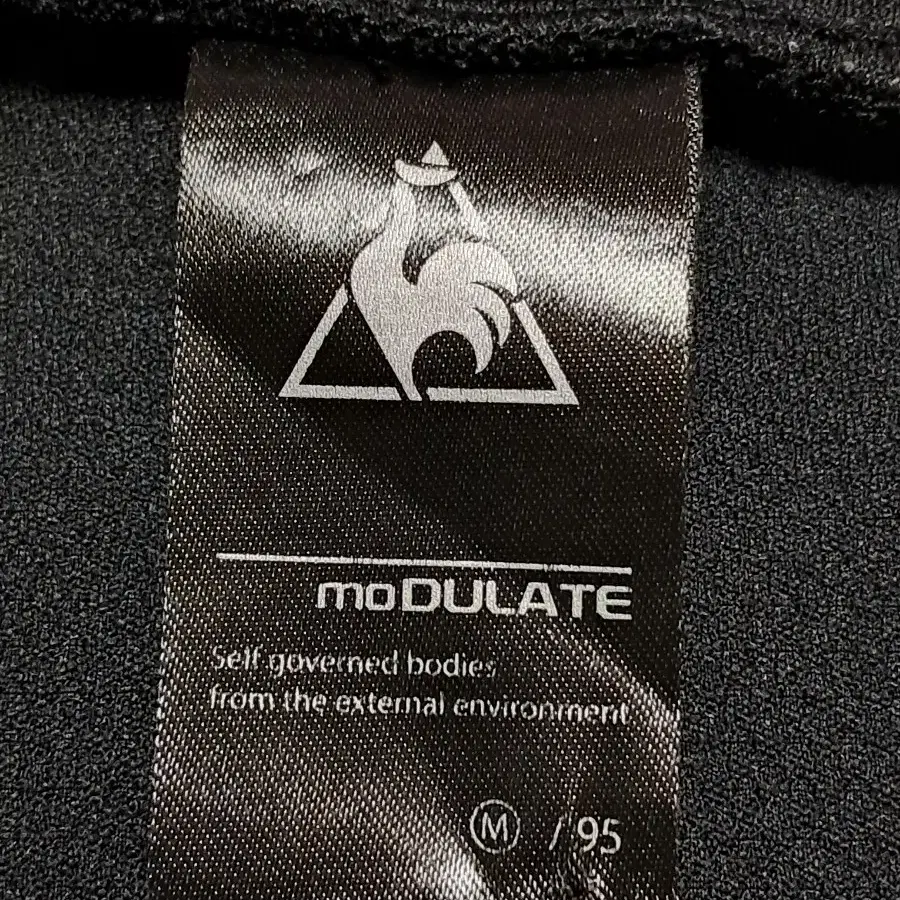 moDULATE
Self governed bodies
from the external environment
M / 95